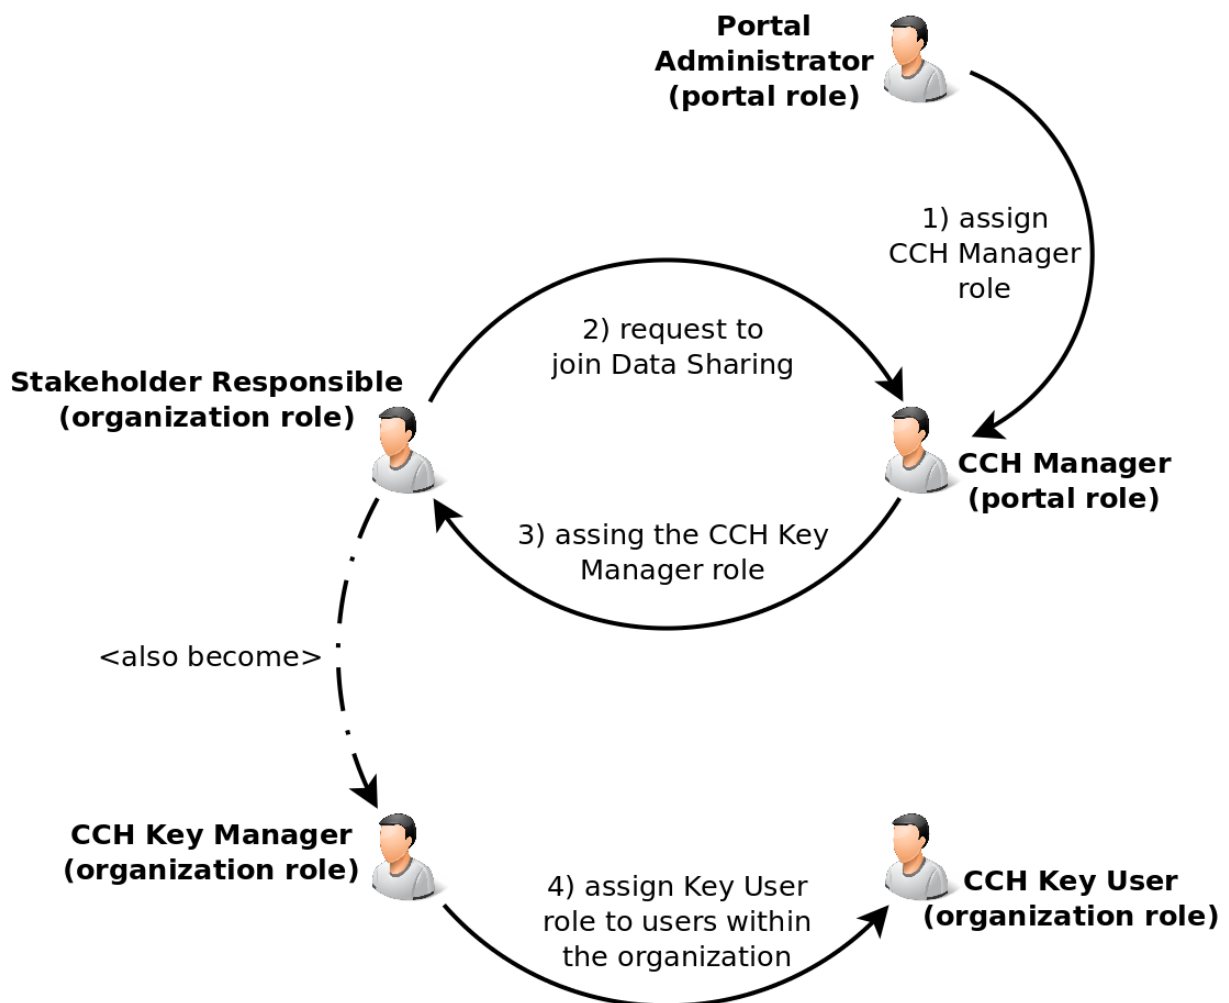 Portal
Administrator
(portal role)
1) assign
CCH Manager
role
2) request to
join Data Sharing
Stakeholder Responsible
(organization role)
CCH Manager
(portal role)
3) assing the CCH Key
Manager role
<also become>
CCH Key Manager
(organization role)
4) assign Key User
role to users within
the organization
CCH Key User
(organization role)